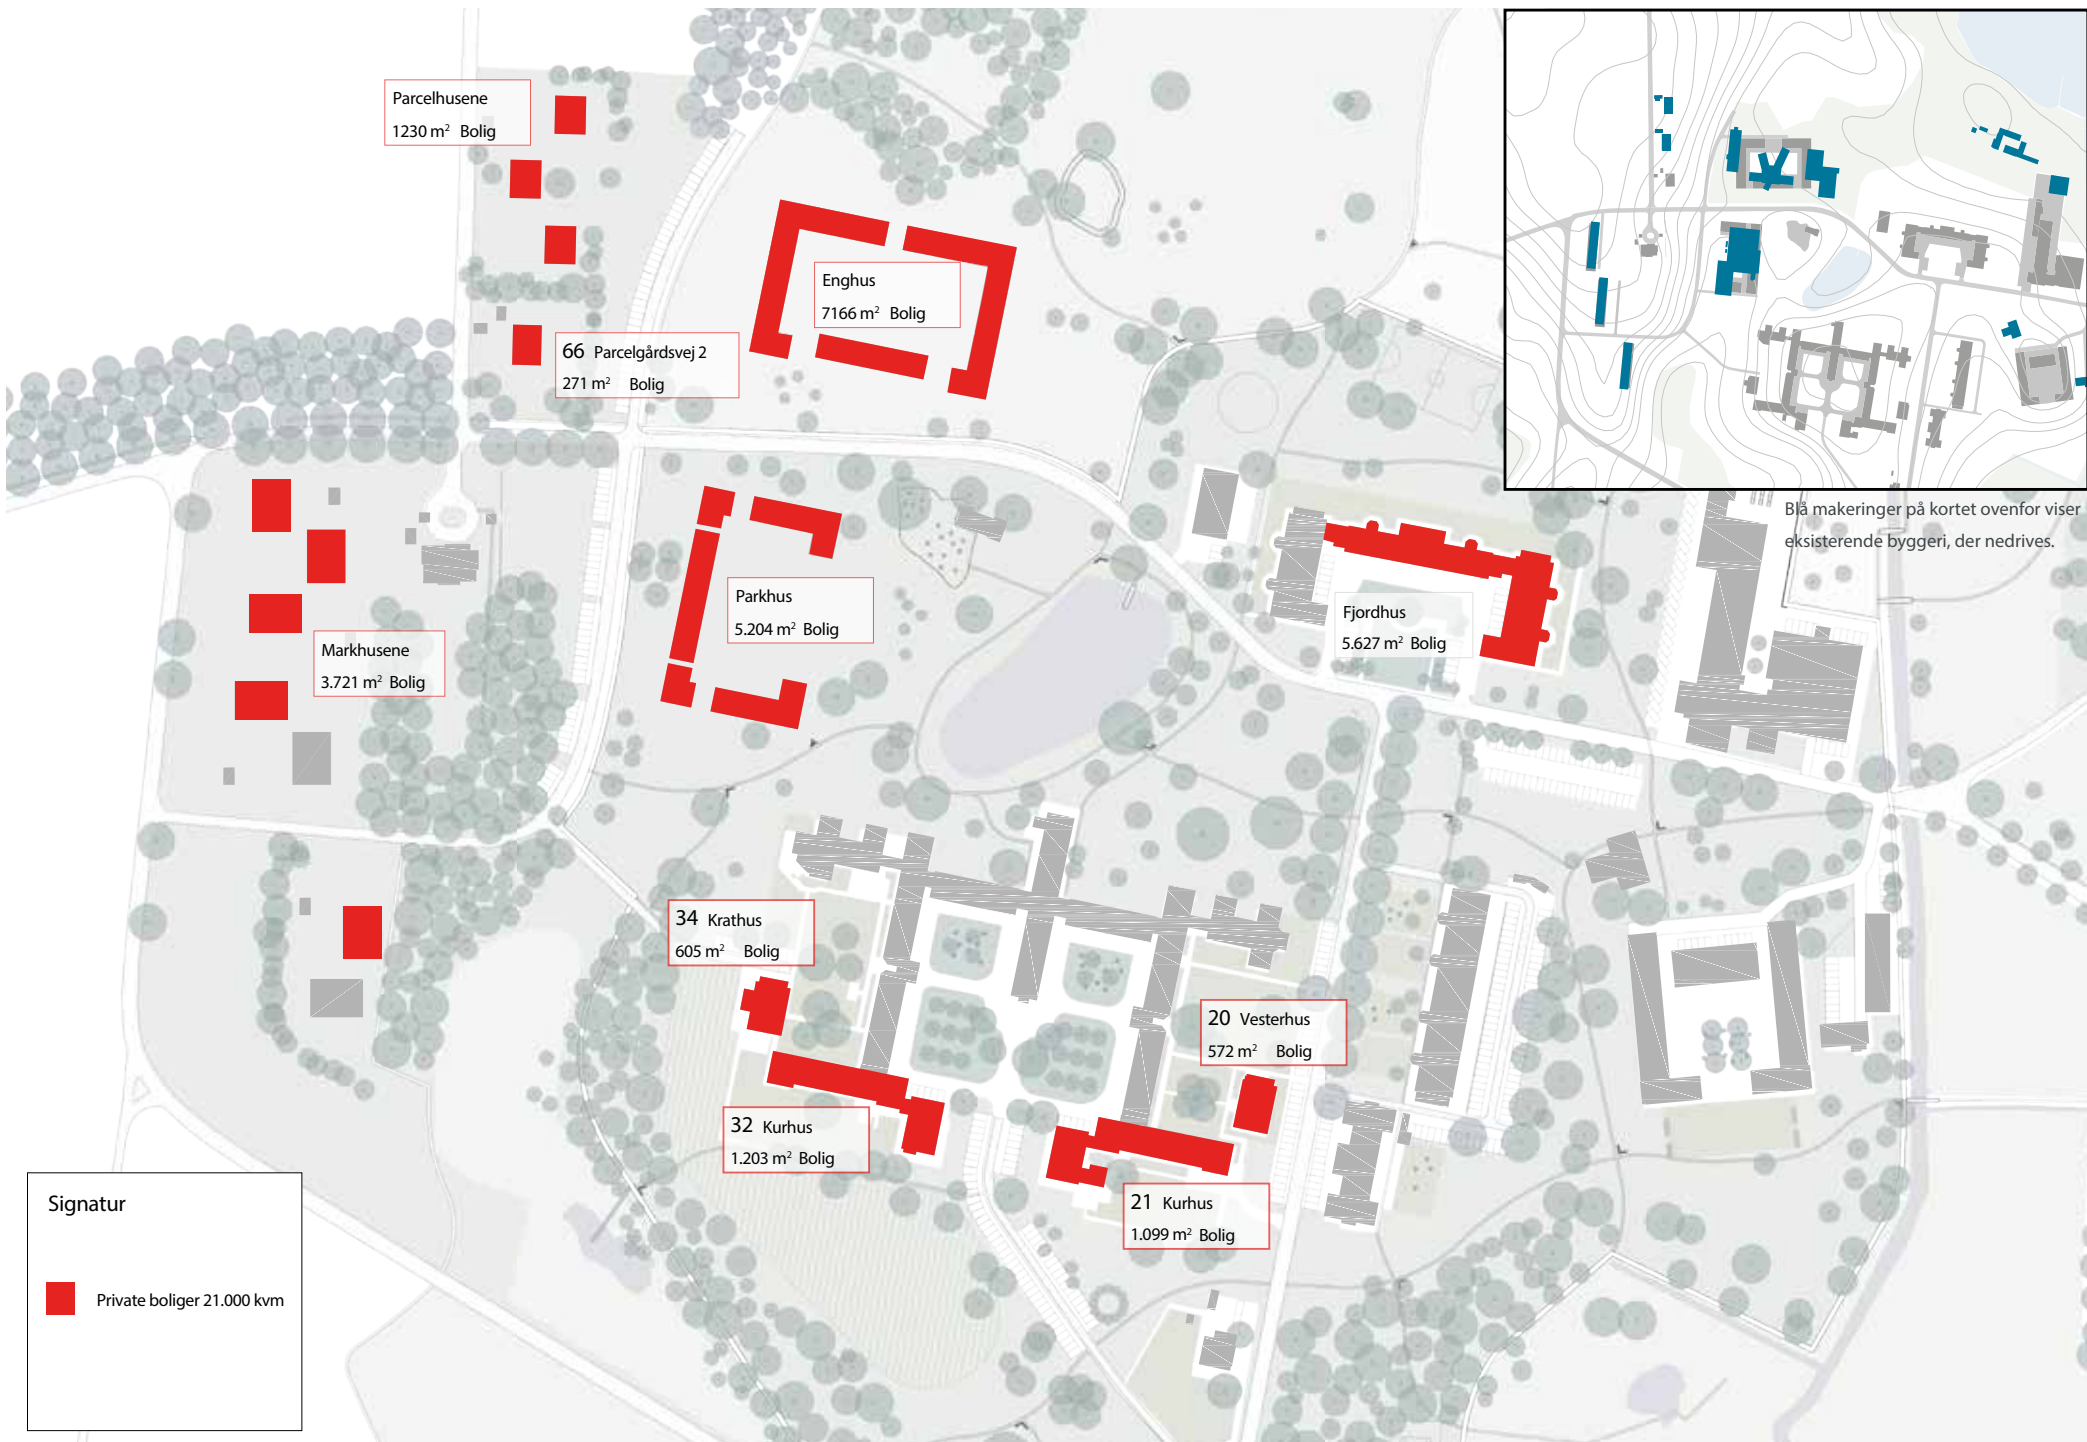 Parcelhusene
1230 m² Bolig
Enghus
7166 m² Bolig
66 Parcelgårdsvej 2
271 m² Bolig
Blå makeringer på kortet ovenfor viser
eksisterende byggeri, der nedrives.
Parkhus
5.204 m² Bolig
Fjordhus
5.627 m² Bolig
Markhusene
3.721 m² Bolig
34 Krathus
605 m² Bolig
20 Vesterhus
572 m² Bolig
32 Kurhus
1.203 m² Bolig
21 Kurhus
1.099 m² Bolig
Signatur
Private boliger 21.000 kvm